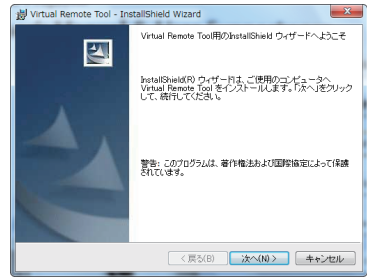 Virtual Remote Tool - InstallShield Wizard
Virtual Remote Tool用のInstallShield ウィザードへようこそ
InstallShield(R) ウィザードは、ご使用のコンピュータへ
Virtual Remote Tool をインストールします。「次へ」をクリック
して、続行してください。
警告: このプログラムは、著作権法および国際協定によって保護
されています。
< 戻る(B)
次へ(N) >
キャンセル